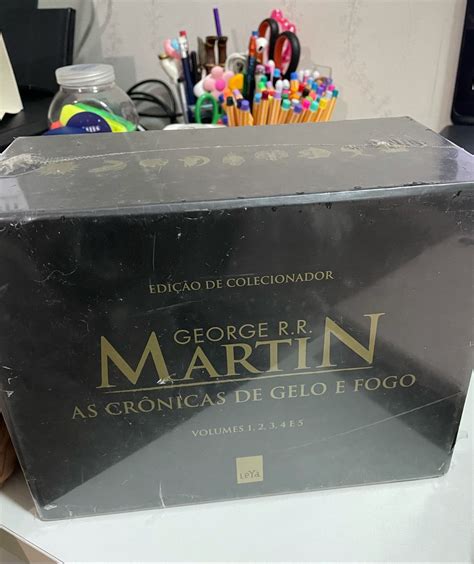 EDIÇÃO DE COLECIONADOR
GEORGE R.R.
MARTIN
AS CRÔNICAS DE GELO E FOGO
VOLUMES 1, 2, 3, 4 E 5
LeYa